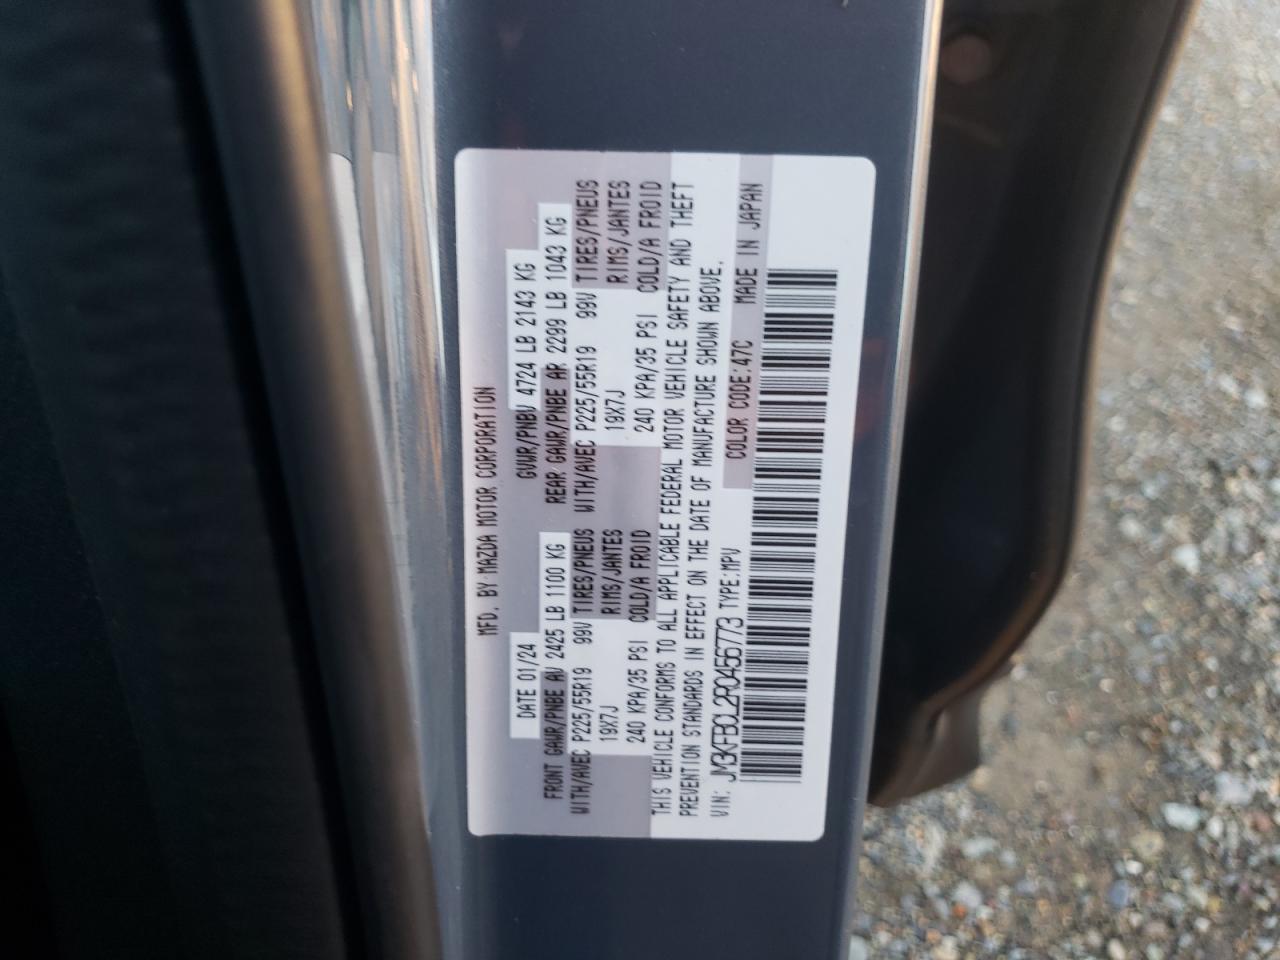 MFD. BY MAZDA MOTOR CORPORATION
DATE 01/24 GVWR/PNBV 4724 LB 2143 KG
FRONT GAWR/PNBE AV 2425 LB 1100 KG REAR GAWR/PNBE AR 2299 LB 1043 KG
WITH/AVEC P225/55R19 99V TIRES/PNEUS WITH/AVEC P225/55R19 99V TIRES/PNEUS
19X7J RIMS/JANTES 19X7J RIMS/JANTES
240 KPA/35 PSI COLD/A FROID 240 KPA/35 PSI COLD/A FROID
THIS VEHICLE CONFORMS TO ALL APPLICABLE FEDERAL MOTOR VEHICLE SAFETY AND THEFT
PREVENTION STANDARDS IN EFFECT ON THE DATE OF MANUFACTURE SHOWN ABOVE.
VIN: JM3KFBCL2R0456773 TYPE:MPV COLOR CODE:47C MADE IN JAPAN